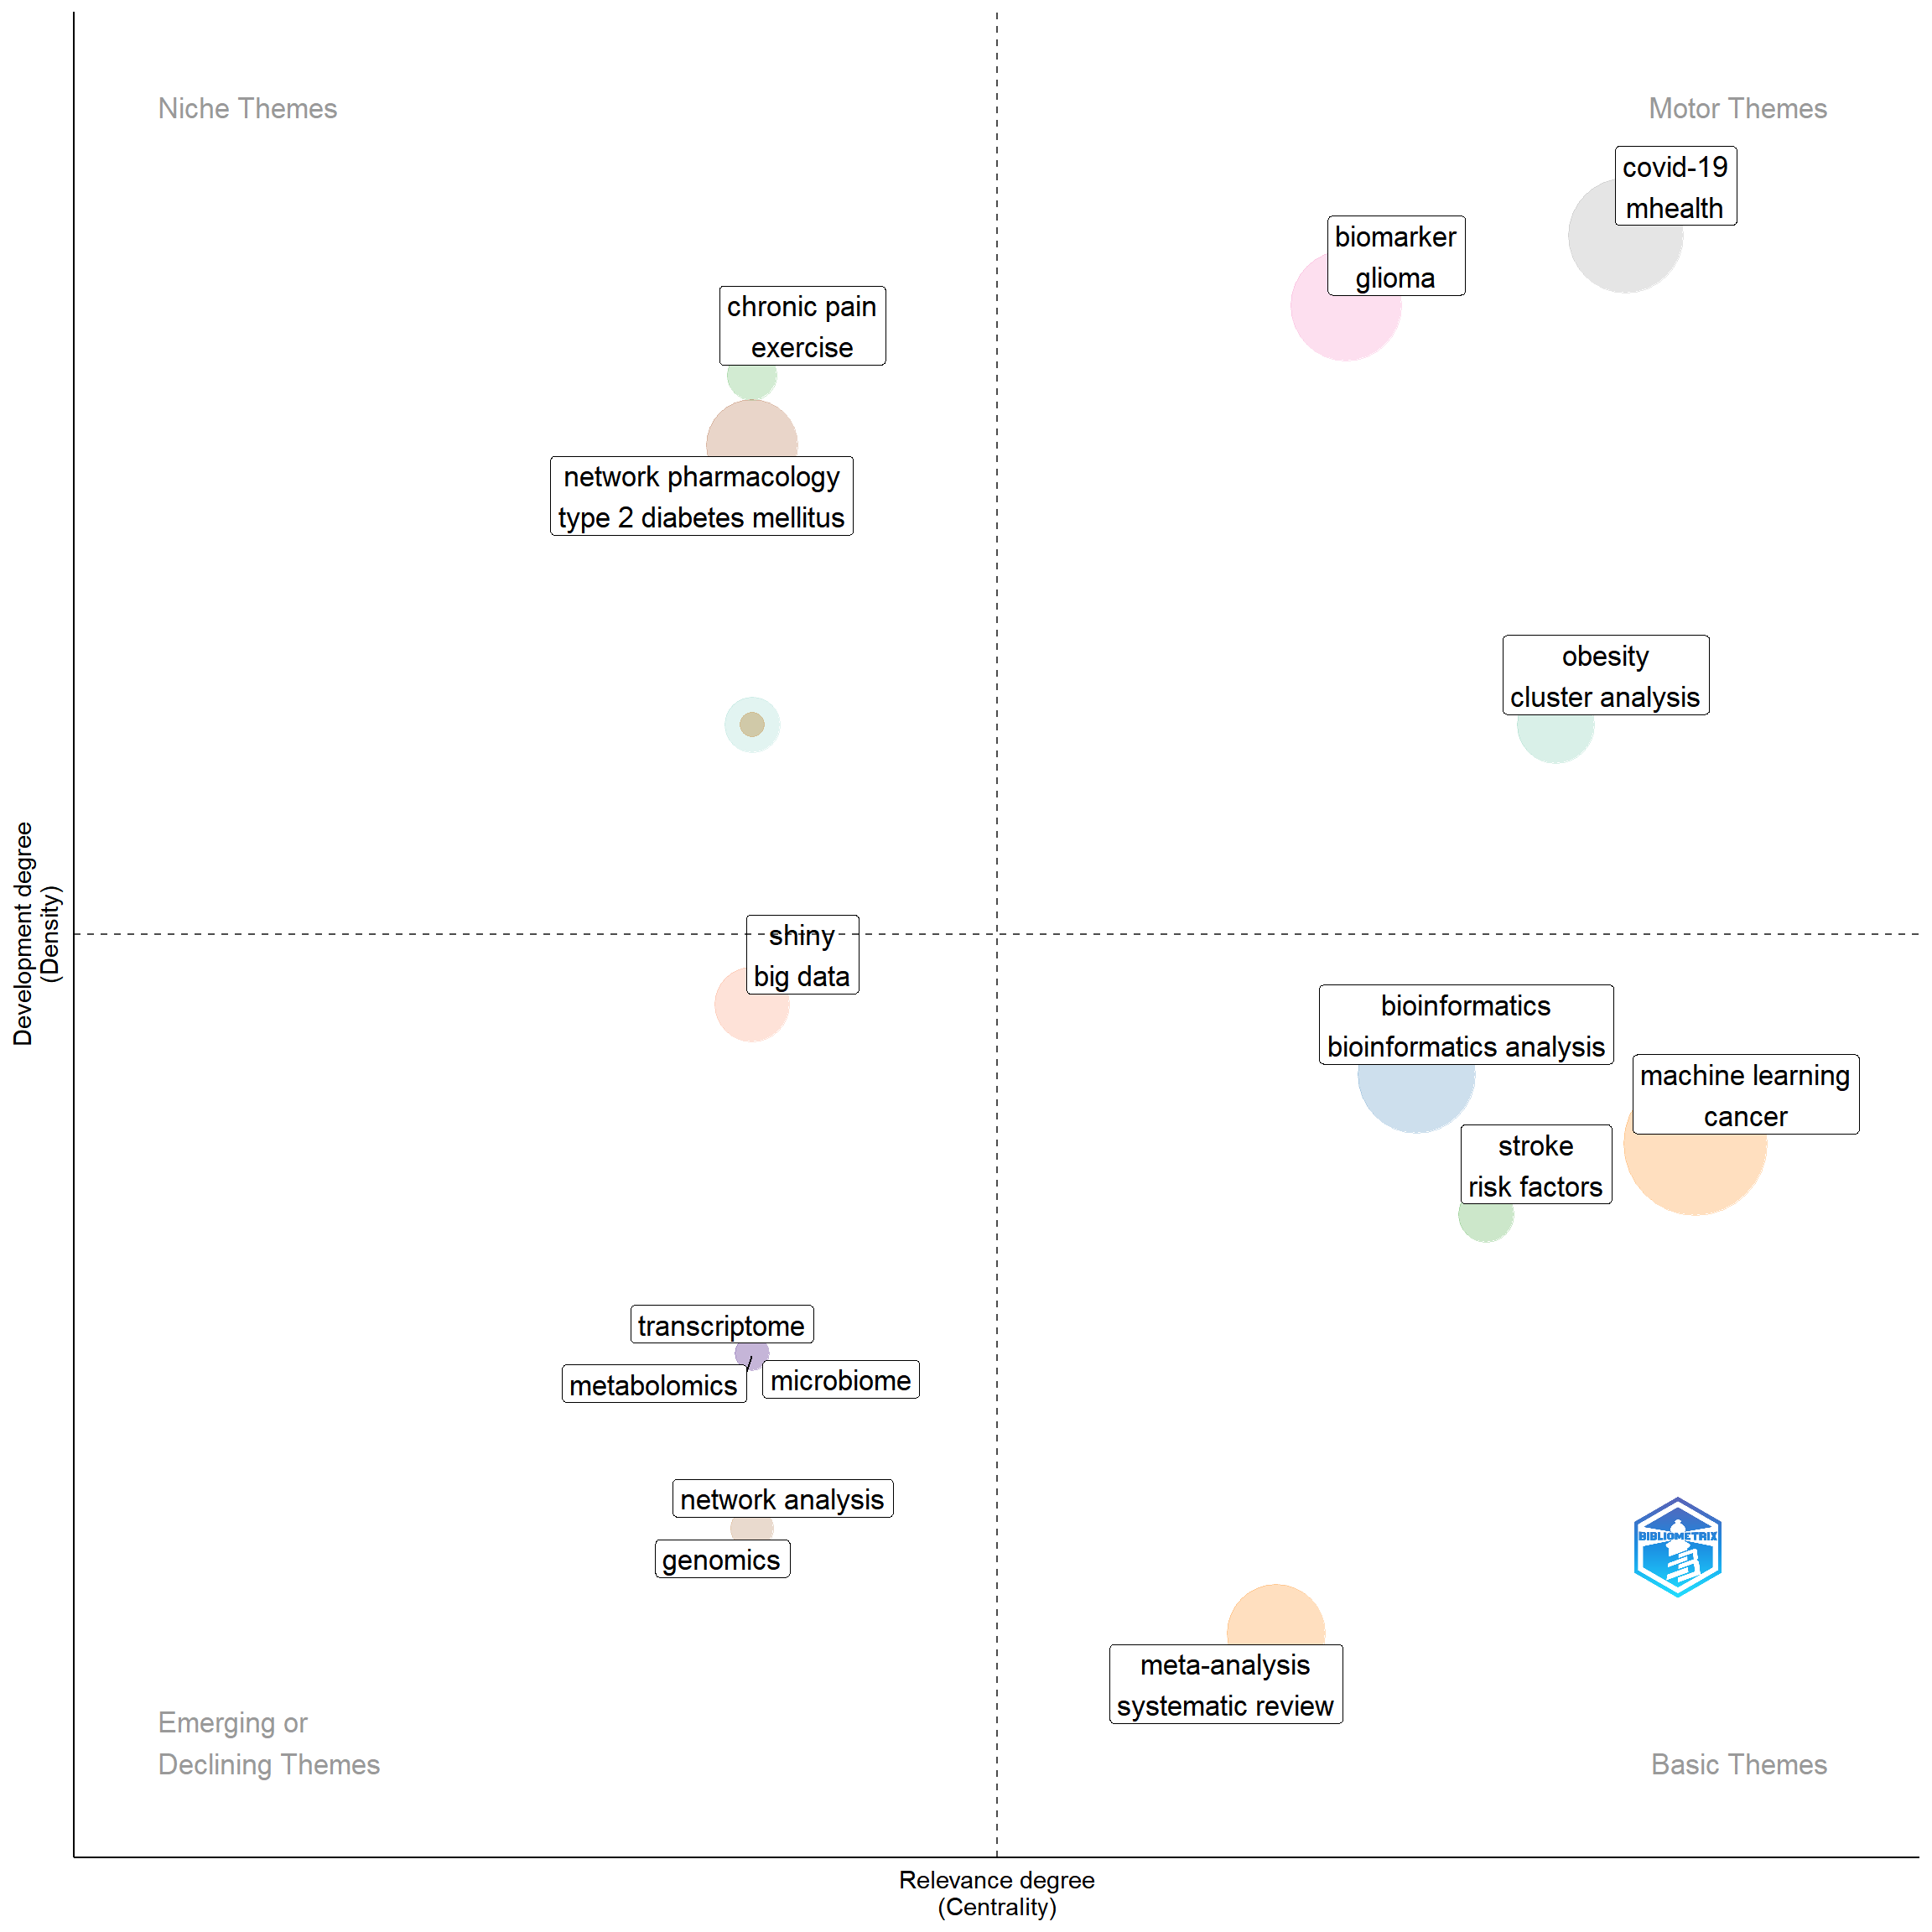 Niche Themes
Motor Themes
covid-19
mhealth
biomarker
glioma
chronic pain
exercise
network pharmacology
type 2 diabetes mellitus
obesity
cluster analysis
Development degree
(Density)
shiny
big data
bioinformatics
bioinformatics analysis
machine learning
cancer
stroke
risk factors
transcriptome
metabolomics
microbiome
network analysis
genomics
BIBLIOMETRIX
meta-analysis
systematic review
Emerging or
Declining Themes
Basic Themes
Relevance degree
(Centrality)